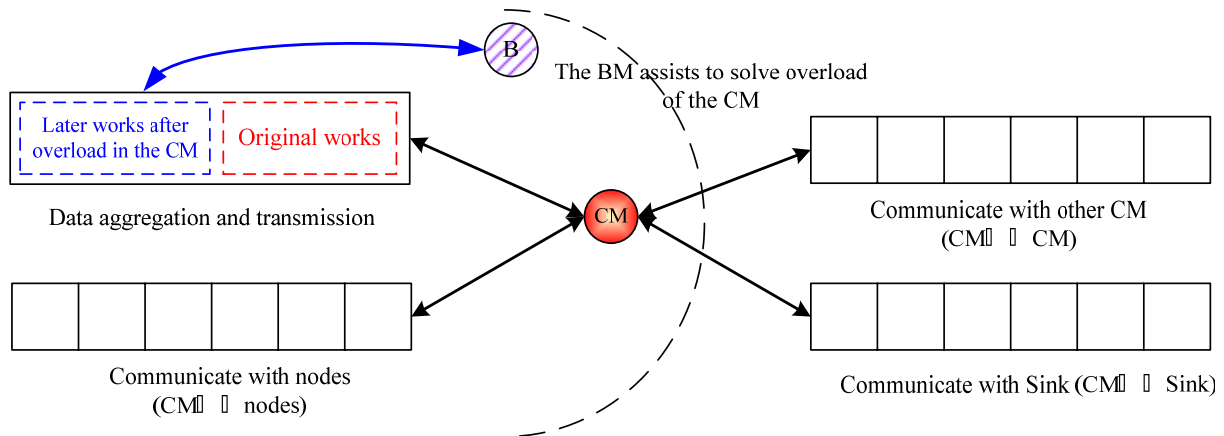 B
The BM assists to solve overload
of the CM
Later works after
overload in the CM
Original works
Data aggregation and transmission
CM
Communicate with other CM
(CM▯ ▯ CM)
Communicate with nodes
(CM▯ ▯ nodes)
Communicate with Sink (CM▯ ▯ Sink)